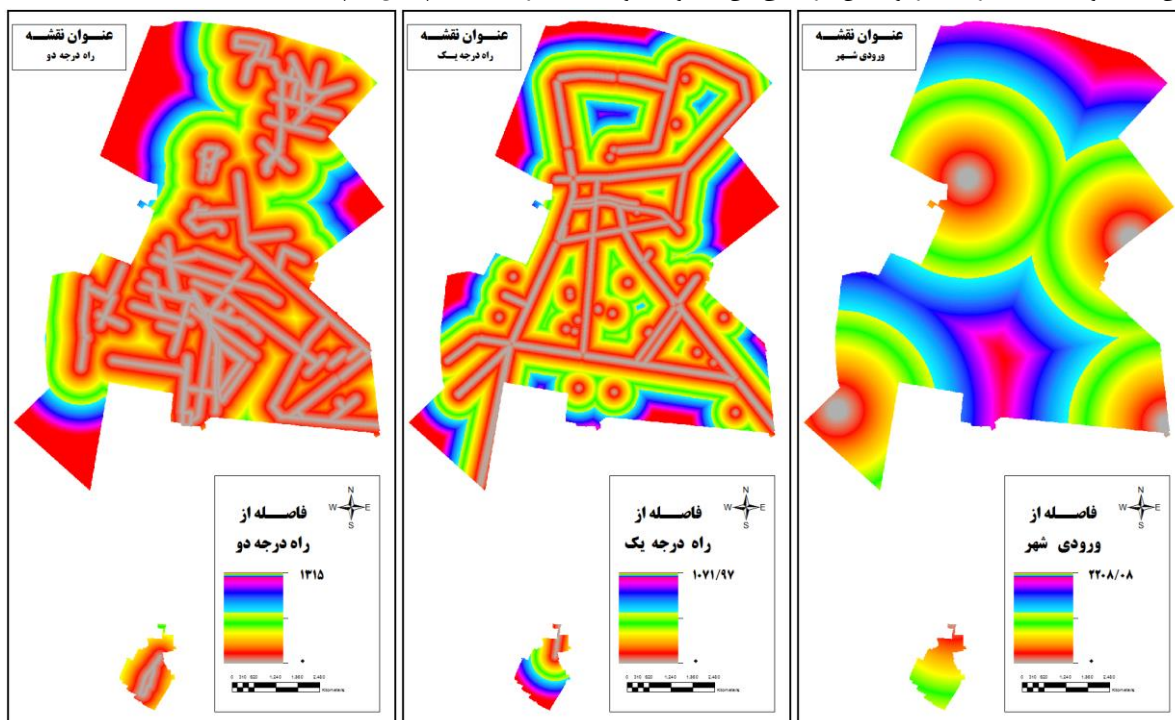 عنوان نقشه
ورودی شهر
N
W E
S
فاصله از
ورودی شهر
۲۲۰۸/۰۸
۰
عنوان نقشه
راه درجه یک
N
W E
S
فاصله از
راه درجه یک
۱۰۷۱/۹۷
۰
عنوان نقشه
راه درجه دو
N
W E
S
فاصله از
راه درجه دو
۱۳۱۵
۰